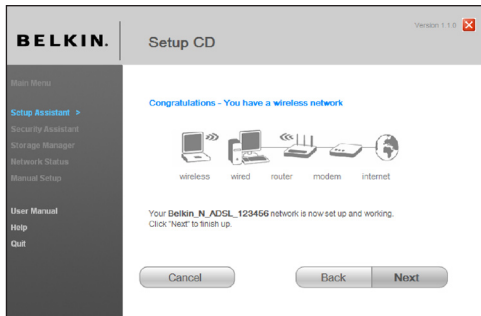 Version 1.1.0
BELKIN.
Setup CD
Main Menu
Setup Assistant >
Security Assistant
Storage Manager
Network Status
Manual Setup
User Manual
Help
Quit
Congratulations - You have a wireless network
wireless wired router modem internet
Your Belkin_N_ADSL_123456 network is now set up and working.
Click "Next" to finish up.
Cancel
Back
Next